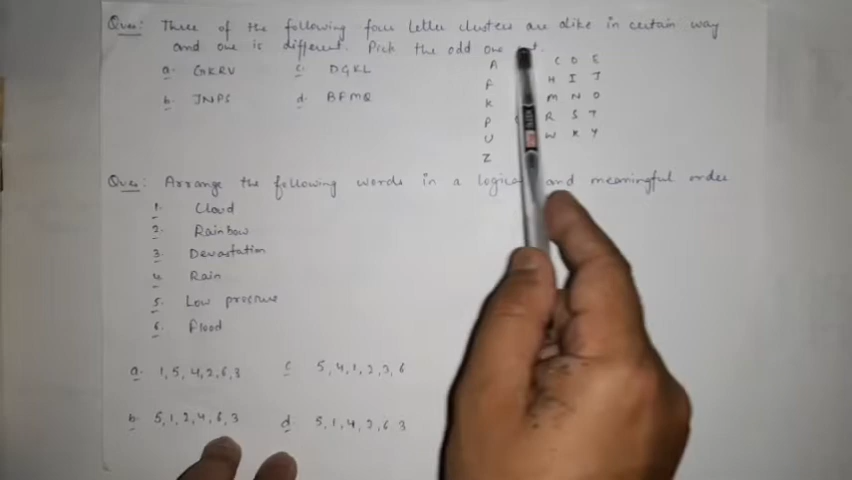 Ques: Three of the following four letter clusters are alike in certain way
and one is different. Pick the odd one
a. GKRV c. DGKL
b. JNPS d. BFMQ
A C D E
F H I J
K M N O
P R S T
U W X Y
Z
Ques: Arrange the following words in a logical and meaningful order
1. Cloud
2. Rainbow
3. Devastation
4. Rain
5. Low pressure
6. Flood
a. 1, 5, 4, 2, 6, 3 c. 5, 4, 1, 2, 3, 6
b. 5, 1, 2, 4, 6, 3 d. 5, 1, 4, 2, 6, 3